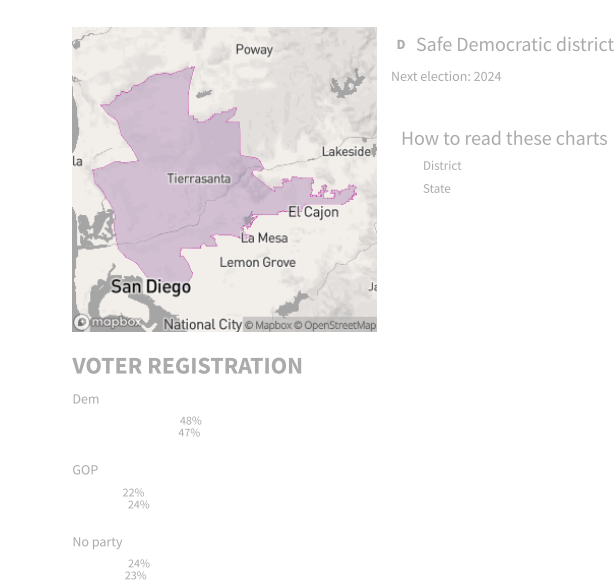 Poway
la
Lakeside
Tierrasanta
El Cajon
La Mesa
Lemon Grove
San Diego
Ja
National City
mapbox
© Mapbox © OpenStreetMap
D Safe Democratic district
Next election: 2024
How to read these charts
District
State
VOTER REGISTRATION
Dem
48%
47%
GOP
22%
24%
No party
24%
23%